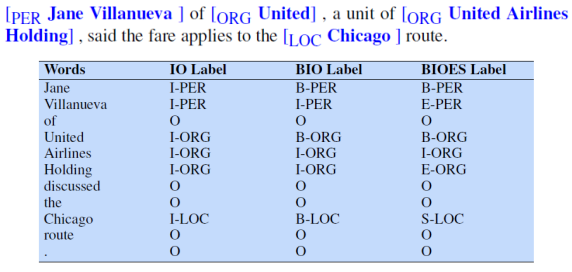 [PER Jane Villanueva ] of [ORG United] , a unit of [ORG United Airlines
Holding] , said the fare applies to the [LOC Chicago ] route.
Words IO Label BIO Label BIOES Label
Jane I-PER B-PER B-PER
Villanueva I-PER I-PER E-PER
of O O O
United I-ORG B-ORG B-ORG
Airlines I-ORG I-ORG I-ORG
Holding I-ORG I-ORG E-ORG
discussed O O O
the O O O
Chicago I-LOC B-LOC S-LOC
route O O O
. O O O